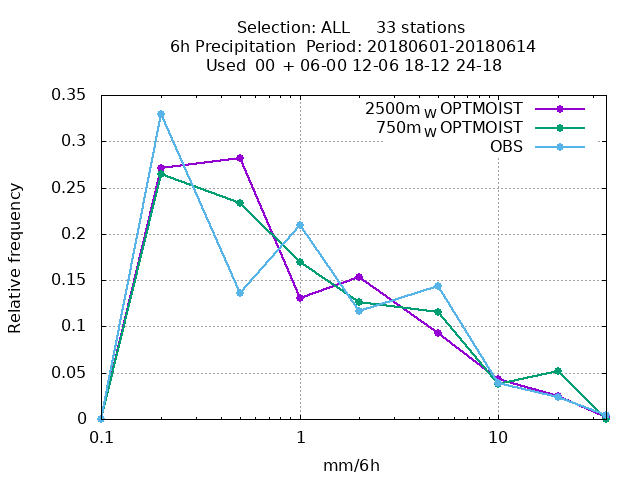 Selection: ALL 33 stations
6h Precipitation Period: 20180601-20180614
Used 00 + 06-00 12-06 18-12 24-18
0.35
0.3
0.25
0.2
0.15
0.1
0.05
0
2500m W OPTMOIST
750m W OPTMOIST
OBS
Relative frequency
0.1 1 10
mm/6h